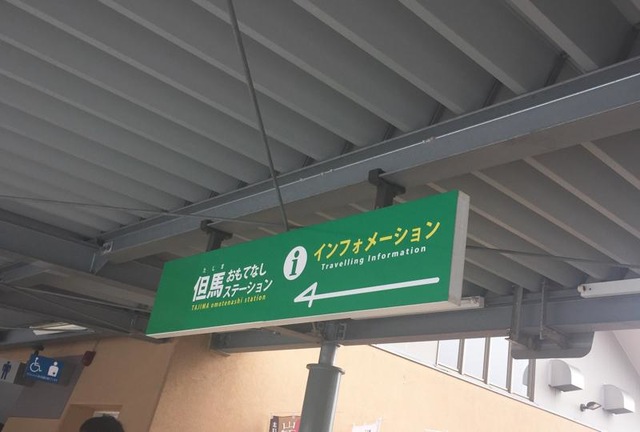 たじま
但馬おもてなし
ステーション
TAJIMA omotenashi station
インフォメーション
Travelling Information